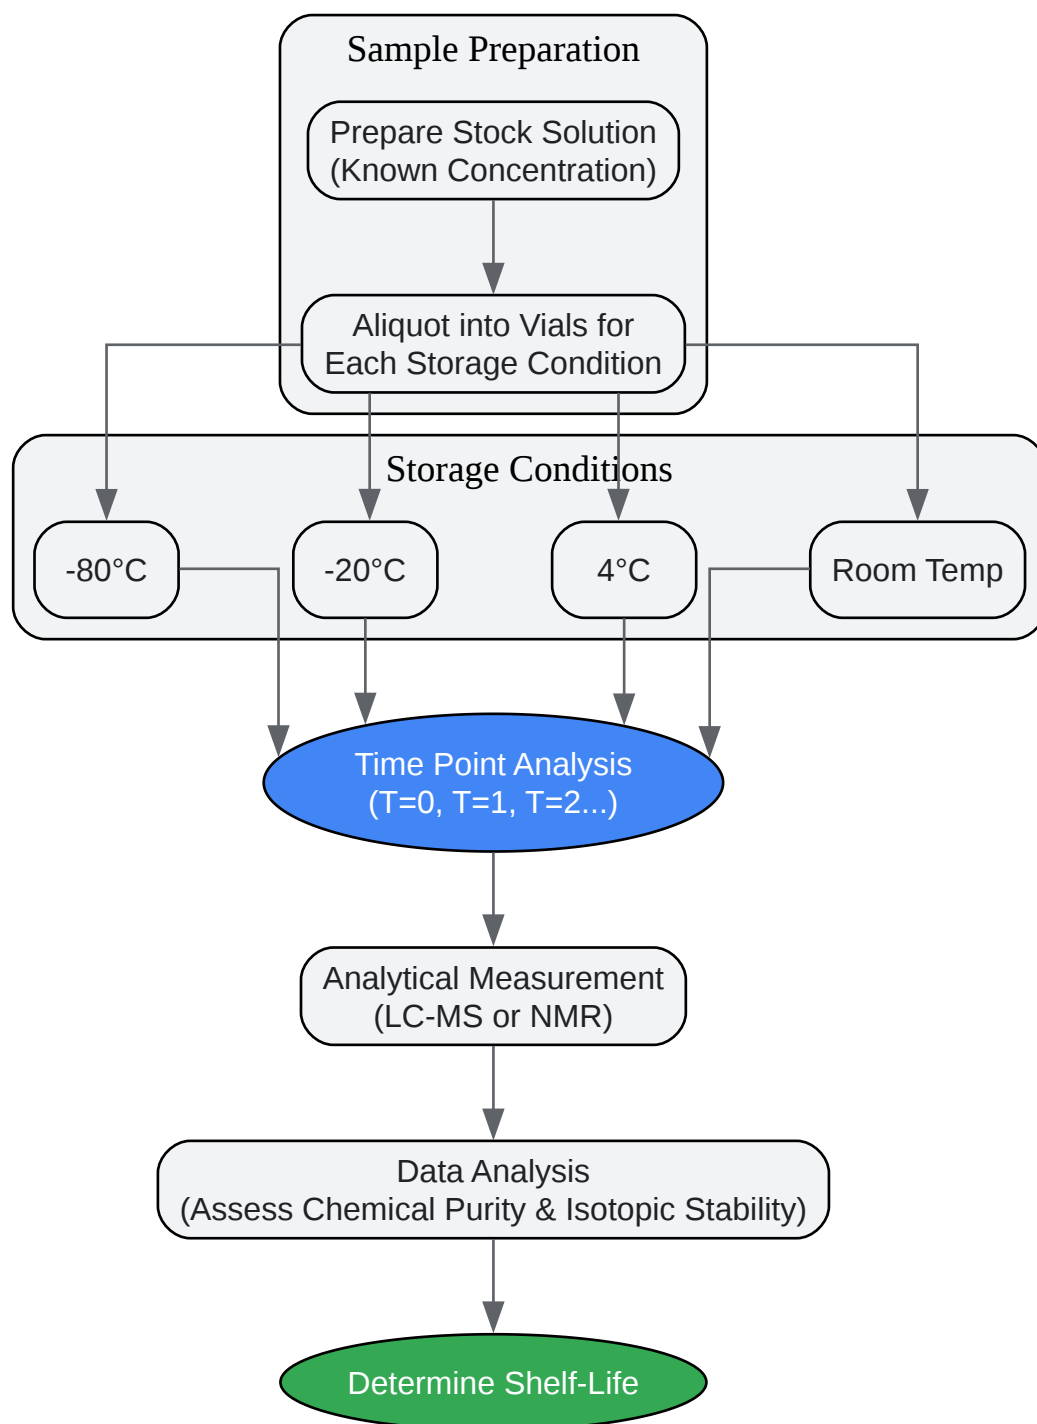 Sample Preparation
Prepare Stock Solution
(Known Concentration)
Aliquot into Vials for
Each Storage Condition
Storage Conditions
-80°C
-20°C
4°C
Room Temp
Time Point Analysis
(T=0, T=1, T=2...)
Analytical Measurement
(LC-MS or NMR)
Data Analysis
(Assess Chemical Purity & Isotopic Stability)
Determine Shelf-Life